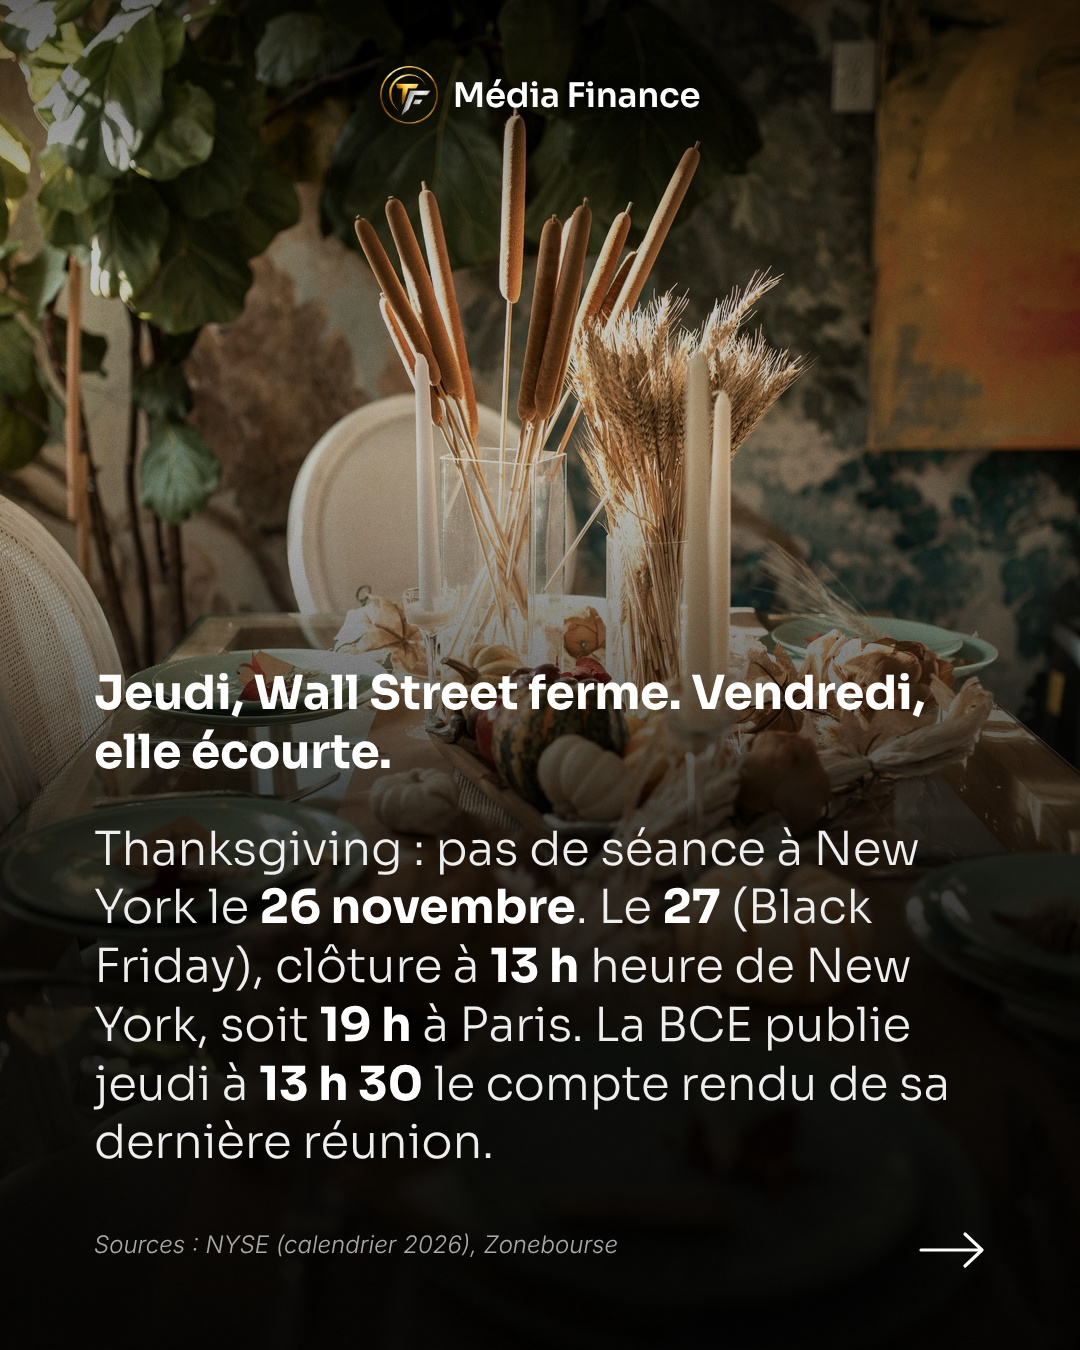 TF Média Finance
Jeudi, Wall Street ferme. Vendredi,
elle écourte.
Thanksgiving : pas de séance à New
York le 26 novembre. Le 27 (Black
Friday), clôture à 13 h heure de New
York, soit 19 h à Paris. La BCE publie
jeudi à 13 h 30 le compte rendu de sa
dernière réunion.
Sources : NYSE (calendrier 2026), Zonebourse